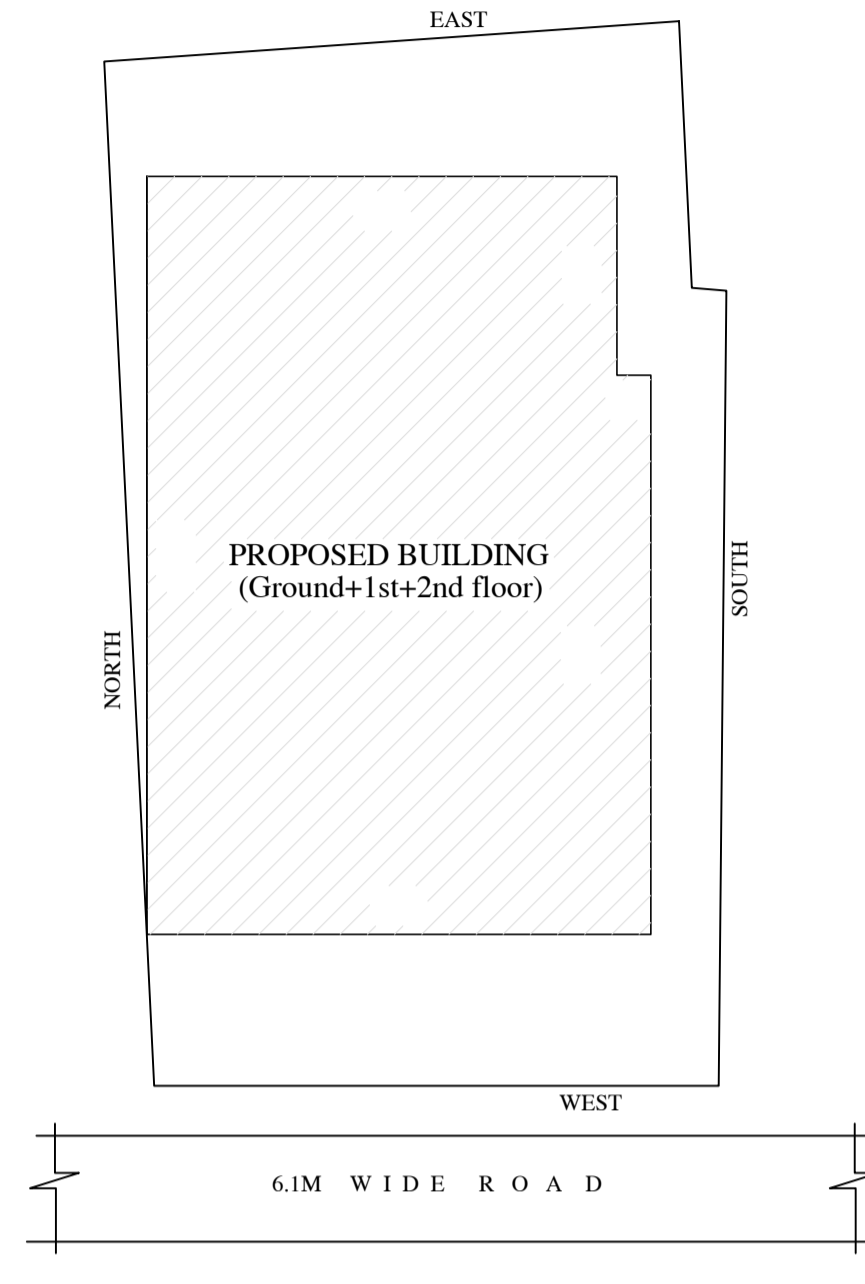 EAST
PROPOSED BUILDING
(Ground+1st+2nd floor)
SOUTH
NORTH
WEST
6.1M WIDE ROAD